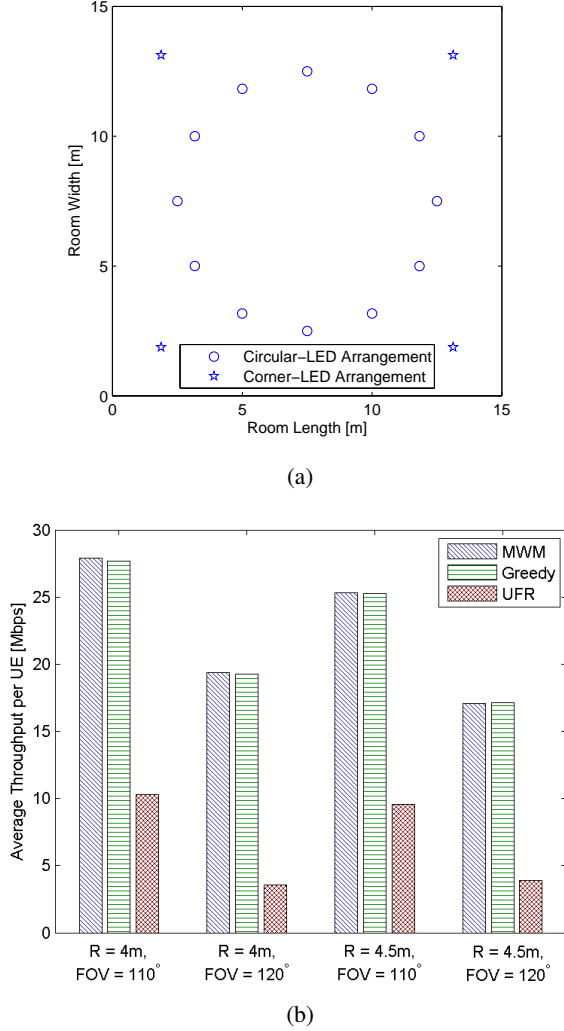 15
10
5
0
Room Width [m]
Circular−LED Arrangement
Corner−LED Arrangement
0 5 10 15
Room Length [m]
(a)
30
25
20
15
10
5
0
Average Throughput per UE [Mbps]
MWM
Greedy
UFR
R = 4m, R = 4m, R = 4.5m, R = 4.5m,
FOV = 110° FOV = 120° FOV = 110° FOV = 120°
(b)